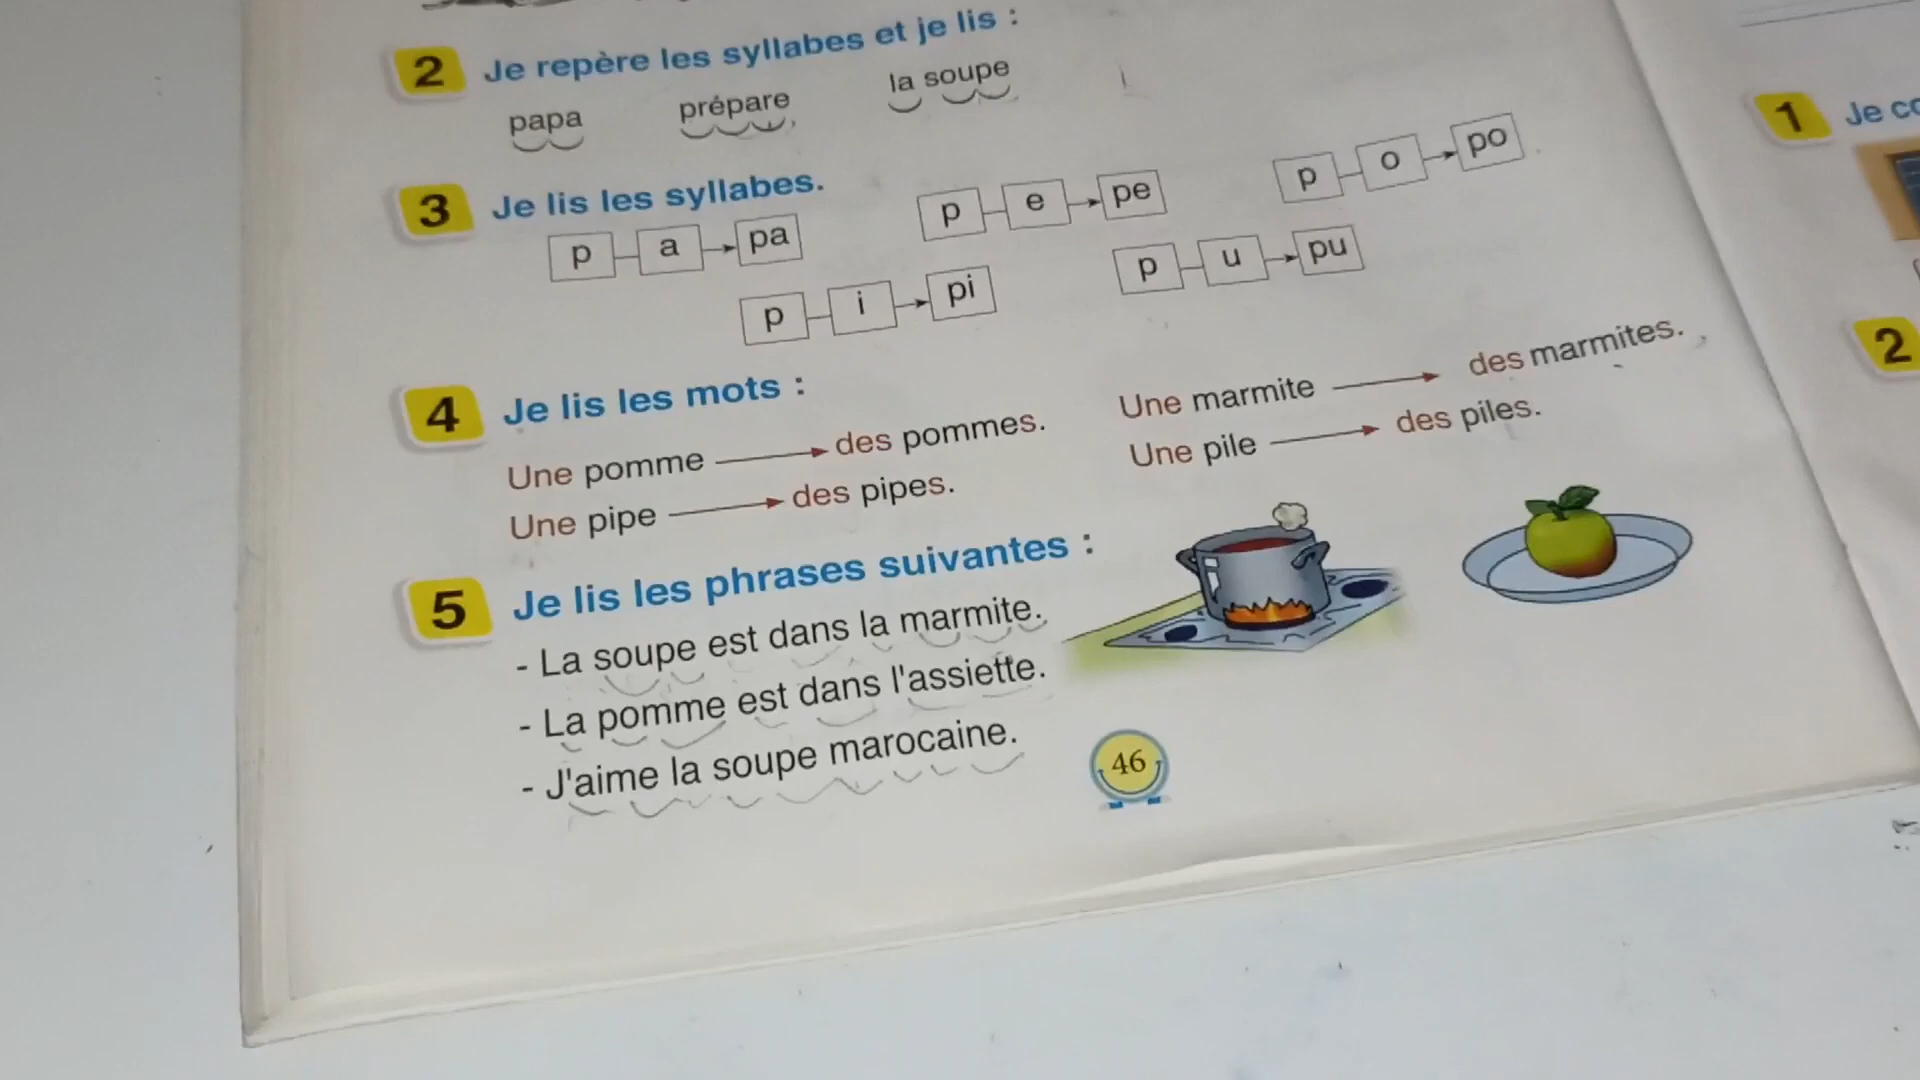 2 Je repère les syllabes et je lis :
papa prépare la soupe
3 Je lis les syllabes.
p a pa p e pe p o po
p i pi p u pu
4 Je lis les mots :
Une pomme des pommes. Une marmite des marmites.
Une pipe des pipes. Une pile des piles.
5 Je lis les phrases suivantes :
- La soupe est dans la marmite.
- La pomme est dans l'assiette.
- J'aime la soupe marocaine.
46
1 Je
2